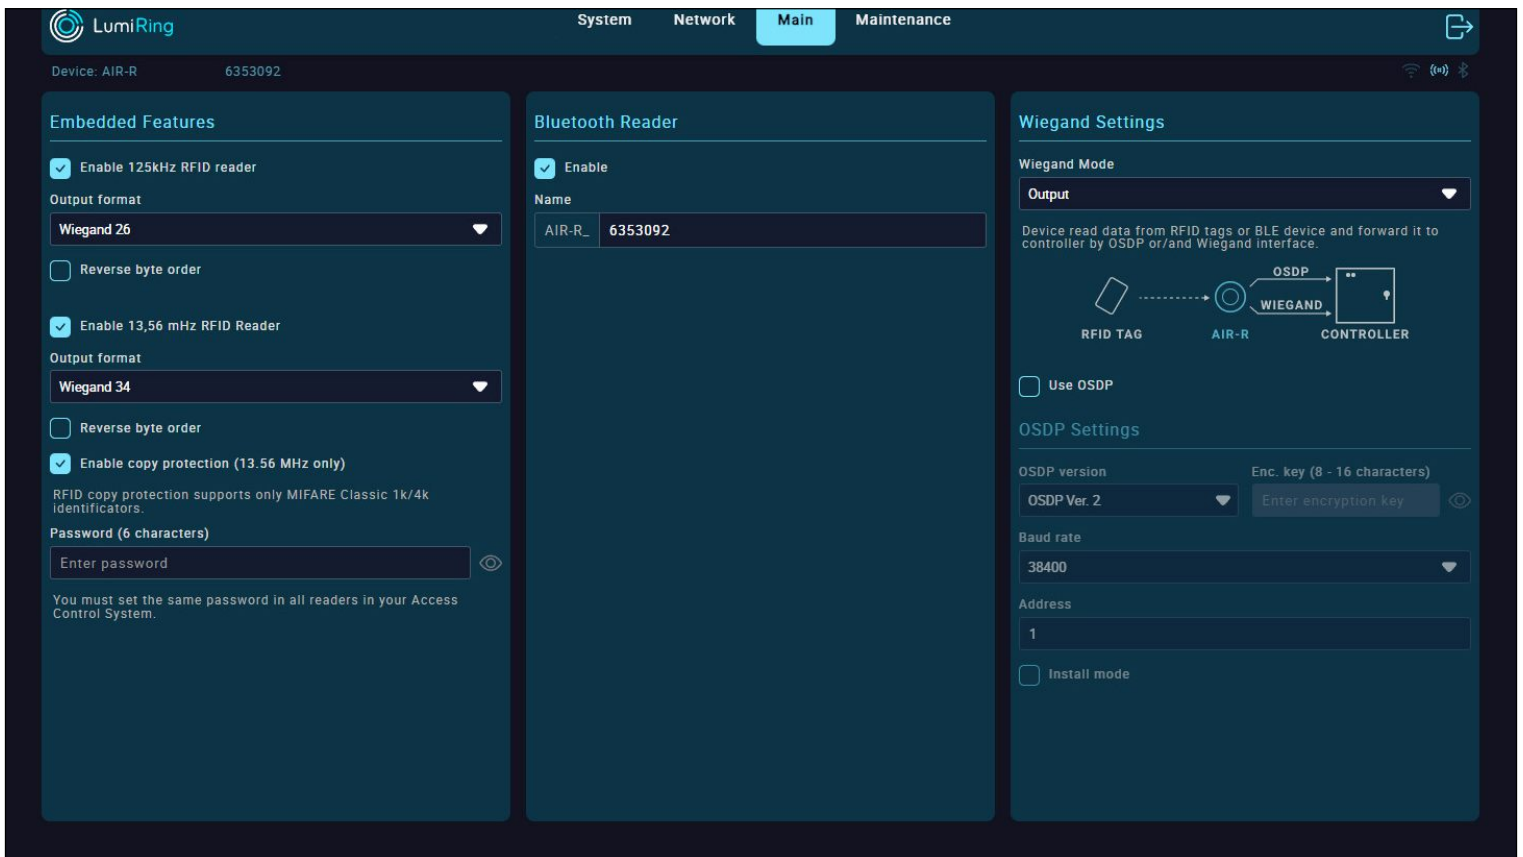 LumiRing
System Network Main Maintenance
Device: AIR-R 6353092
Embedded Features
Enable 125kHz RFID reader
Output format
Wiegand 26
Reverse byte order
Enable 13,56 mHz RFID Reader
Output format
Wiegand 34
Reverse byte order
Enable copy protection (13.56 MHz only)
RFID copy protection supports only MIFARE Classic 1k/4k
identificators.
Password (6 characters)
Enter password
You must set the same password in all readers in your Access
Control System.
Bluetooth Reader
Enable
Name
AIR-R_ 6353092
Wiegand Settings
Wiegand Mode
Output
Device read data from RFID tags or BLE device and forward it to
controller by OSDP or/and Wiegand interface.
OSDP
WIEGAND
RFID TAG AIR-R CONTROLLER
Use OSDP
OSDP Settings
OSDP version Enc. key (8 - 16 characters)
OSDP Ver. 2 Enter encryption key
Baud rate
38400
Address
1
Install mode